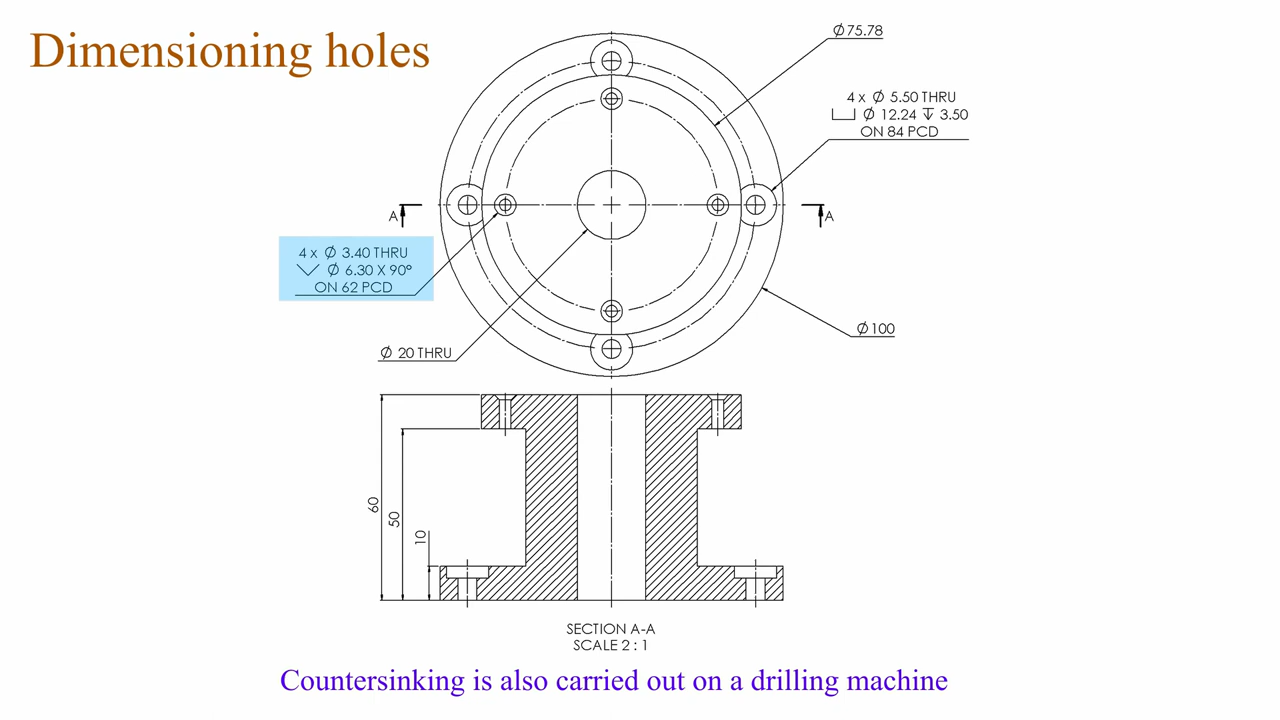 Dimensioning holes
Ø75.78
4 x Ø 5.50 THRU
⌴ Ø 12.24 ↧ 3.50
ON 84 PCD
A
A
4 x Ø 3.40 THRU
⌵ Ø 6.30 X 90°
ON 62 PCD
Ø100
Ø 20 THRU
60
50
10
SECTION A-A
SCALE 2 : 1
Countersinking is also carried out on a drilling machine